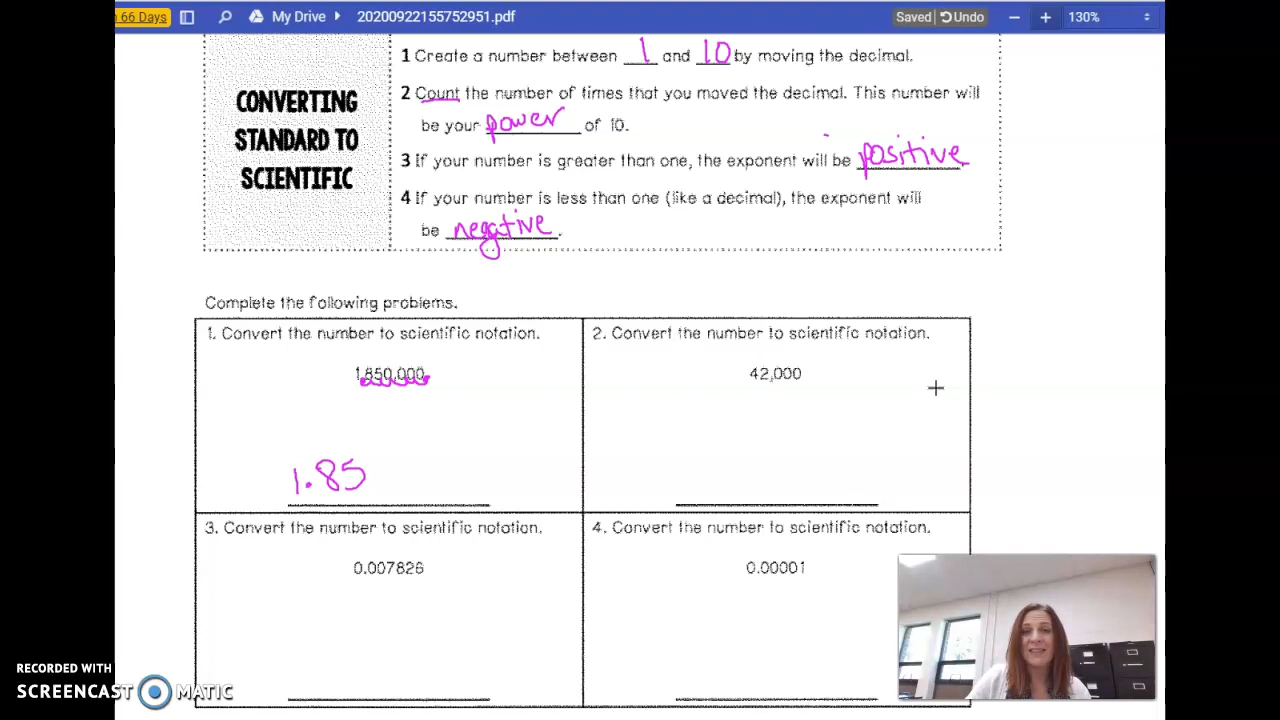 n 66 Days My Drive 20200922155752951.pdf Saved Undo 130%
1 Create a number between 1 and 10 by moving the decimal.
2 Count the number of times that you moved the decimal. This number will
be your power of 10.
3 If your number is greater than one, the exponent will be positive
4 If your number is less than one (like a decimal), the exponent will
be negative.
CONVERTING
STANDARD TO
SCIENTIFIC
Complete the following problems.
1. Convert the number to scientific notation.
1,850,000
1.85
2. Convert the number to scientific notation.
42,000
3. Convert the number to scientific notation.
0.007826
4. Convert the number to scientific notation.
0.00001
RECORDED WITH
SCREENCAST MATIC